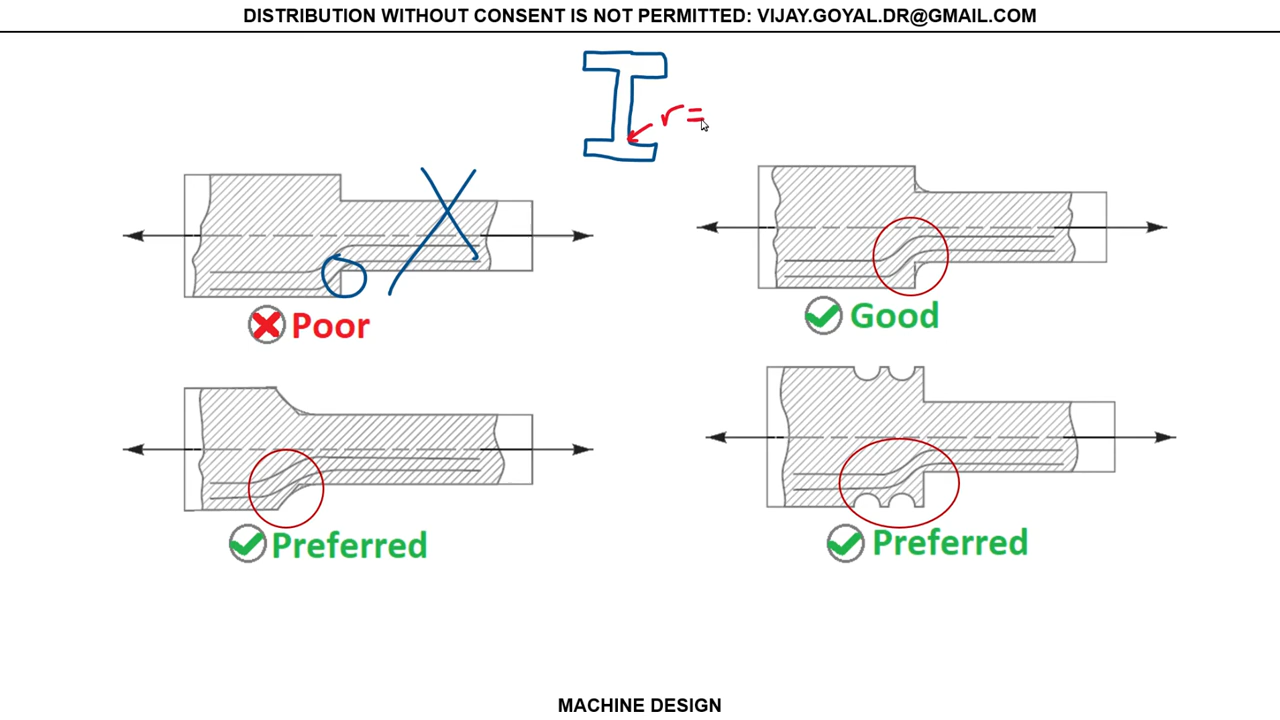 DISTRIBUTION WITHOUT CONSENT IS NOT PERMITTED: VIJAY.GOYAL.DR@GMAIL.COM
r=
Poor
Good
Preferred
Preferred
MACHINE DESIGN